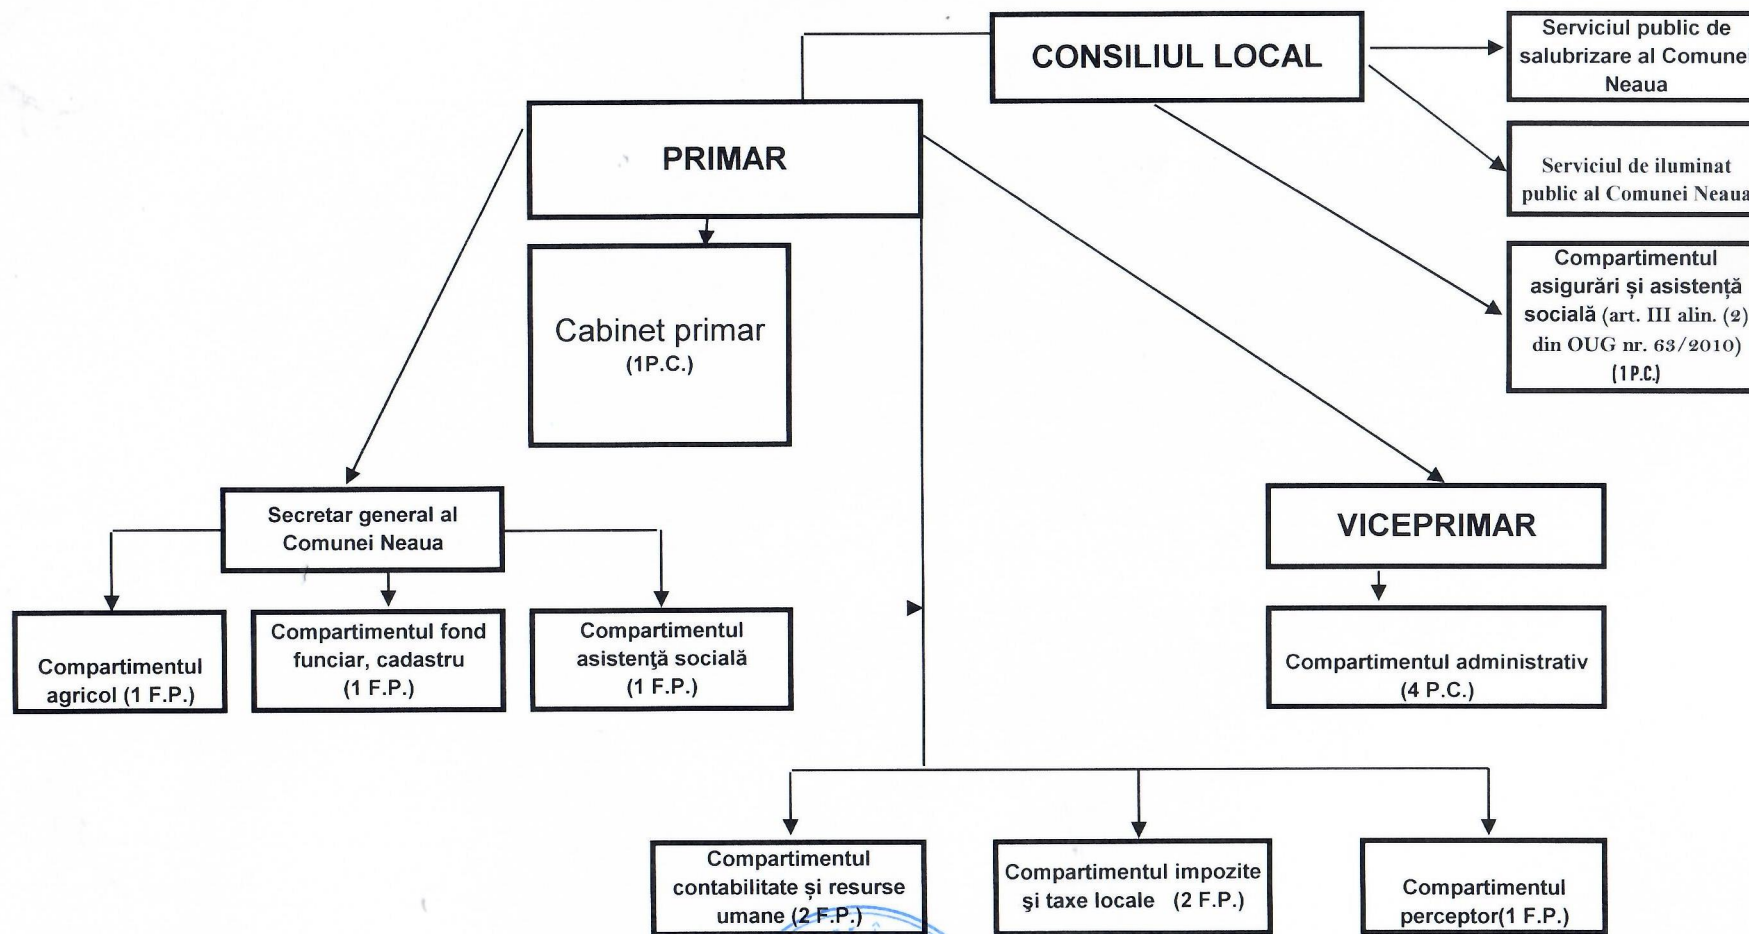 CONSILIUL LOCAL
Serviciul public de
salubrizare al Comunei
Neaua
PRIMAR
Serviciul de iluminat
public al Comunei Neaua
Cabinet primar
(1P.C.)
Compartimentul
asigurări și asistență
socială (art. III alin. (2)
din OUG nr. 63/2010)
(1 P.C.)
Secretar general al
Comunei Neaua
VICEPRIMAR
Compartimentul
agricol (1 F.P.)
Compartimentul fond
funciar, cadastru
(1 F.P.)
Compartimentul
asistenţă socială
(1 F.P.)
Compartimentul administrativ
(4 P.C.)
Compartimentul
contabilitate și resurse
umane (2 F.P.)
Compartimentul impozite
şi taxe locale (2 F.P.)
Compartimentul
perceptor(1 F.P.)